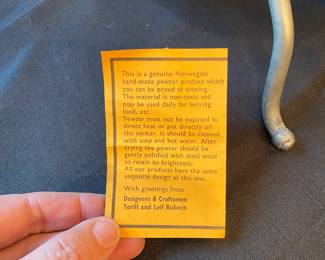 This is a genuine Norwegian
hand-made pewter product which
you can be proud of owning.
The material is non-toxic and
may be used daily for serving
food, etc.
Pewter must not be exposed to
direct heat or put directly on
the cooker. It should be cleaned
with soap and hot water. After
drying the pewter should be
gently polished with steel wool
to retain its brightness.
All our products have the same
exquisite design as this one.
With greetings from
Designers & Craftsmen
Torill and Leif Rubach